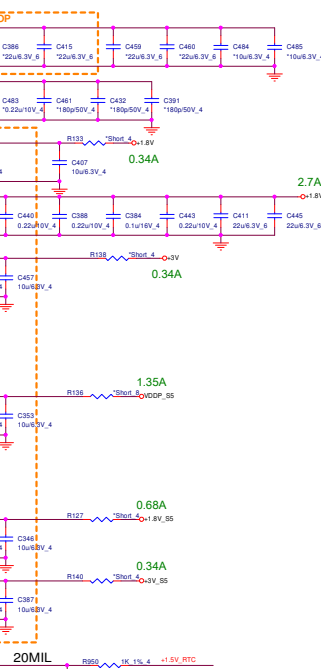 OP
C386 C415 C459 C460 C484 C485
*22u/6.3V_6 *22u/6.3V_6 *22u/6.3V_6 *22u/6.3V_6 *10u/6.3V_4 *10u/6.3V_4
C483 C461 C432 C391
*0.22u/10V_4 *180p/50V_4 *180p/50V_4 *180p/50V_4
R133 *Short_4 +1.8V
0.34A
C407
10u/6.3V_4
2.7A
+1.8V
C440 C388 C384 C443 C411 C445
0.22u/10V_4 0.22u/10V_4 0.1u/16V_4 0.22u/10V_4 22u/6.3V_6 22u/6.3V_6
R138 *Short_4 +3V
0.34A
C457
10u/6.3V_4
1.35A
R136 *Short_8 VDDP_S5
C353
10u/6.3V_4
0.68A
R127 *Short_4 +1.8V_S5
C346
10u/6.3V_4
0.34A
R140 *Short_4 +3V_S5
C387
10u/6.3V_4
20MIL
R950 1K_1%_4 +1.5V_RTC